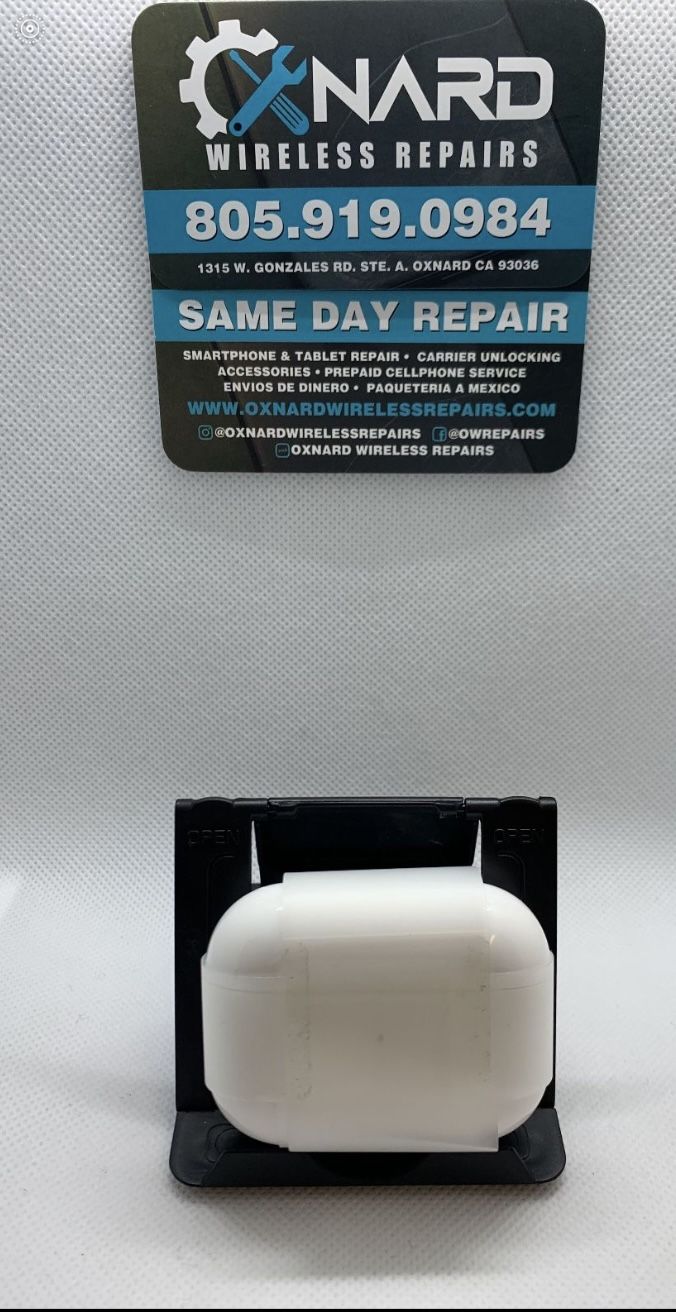 OXNARD
WIRELESS REPAIRS
805.919.0984
1315 W. GONZALES RD. STE. A. OXNARD CA 93036
SAME DAY REPAIR
SMARTPHONE & TABLET REPAIR • CARRIER UNLOCKING
ACCESSORIES • PREPAID CELLPHONE SERVICE
ENVIOS DE DINERO • PAQUETERIA A MEXICO
WWW.OXNARDWIRELESSREPAIRS.COM
@OXNARDWIRELESSREPAIRS @OWREPAIRS
OXNARD WIRELESS REPAIRS
OPEN OPEN